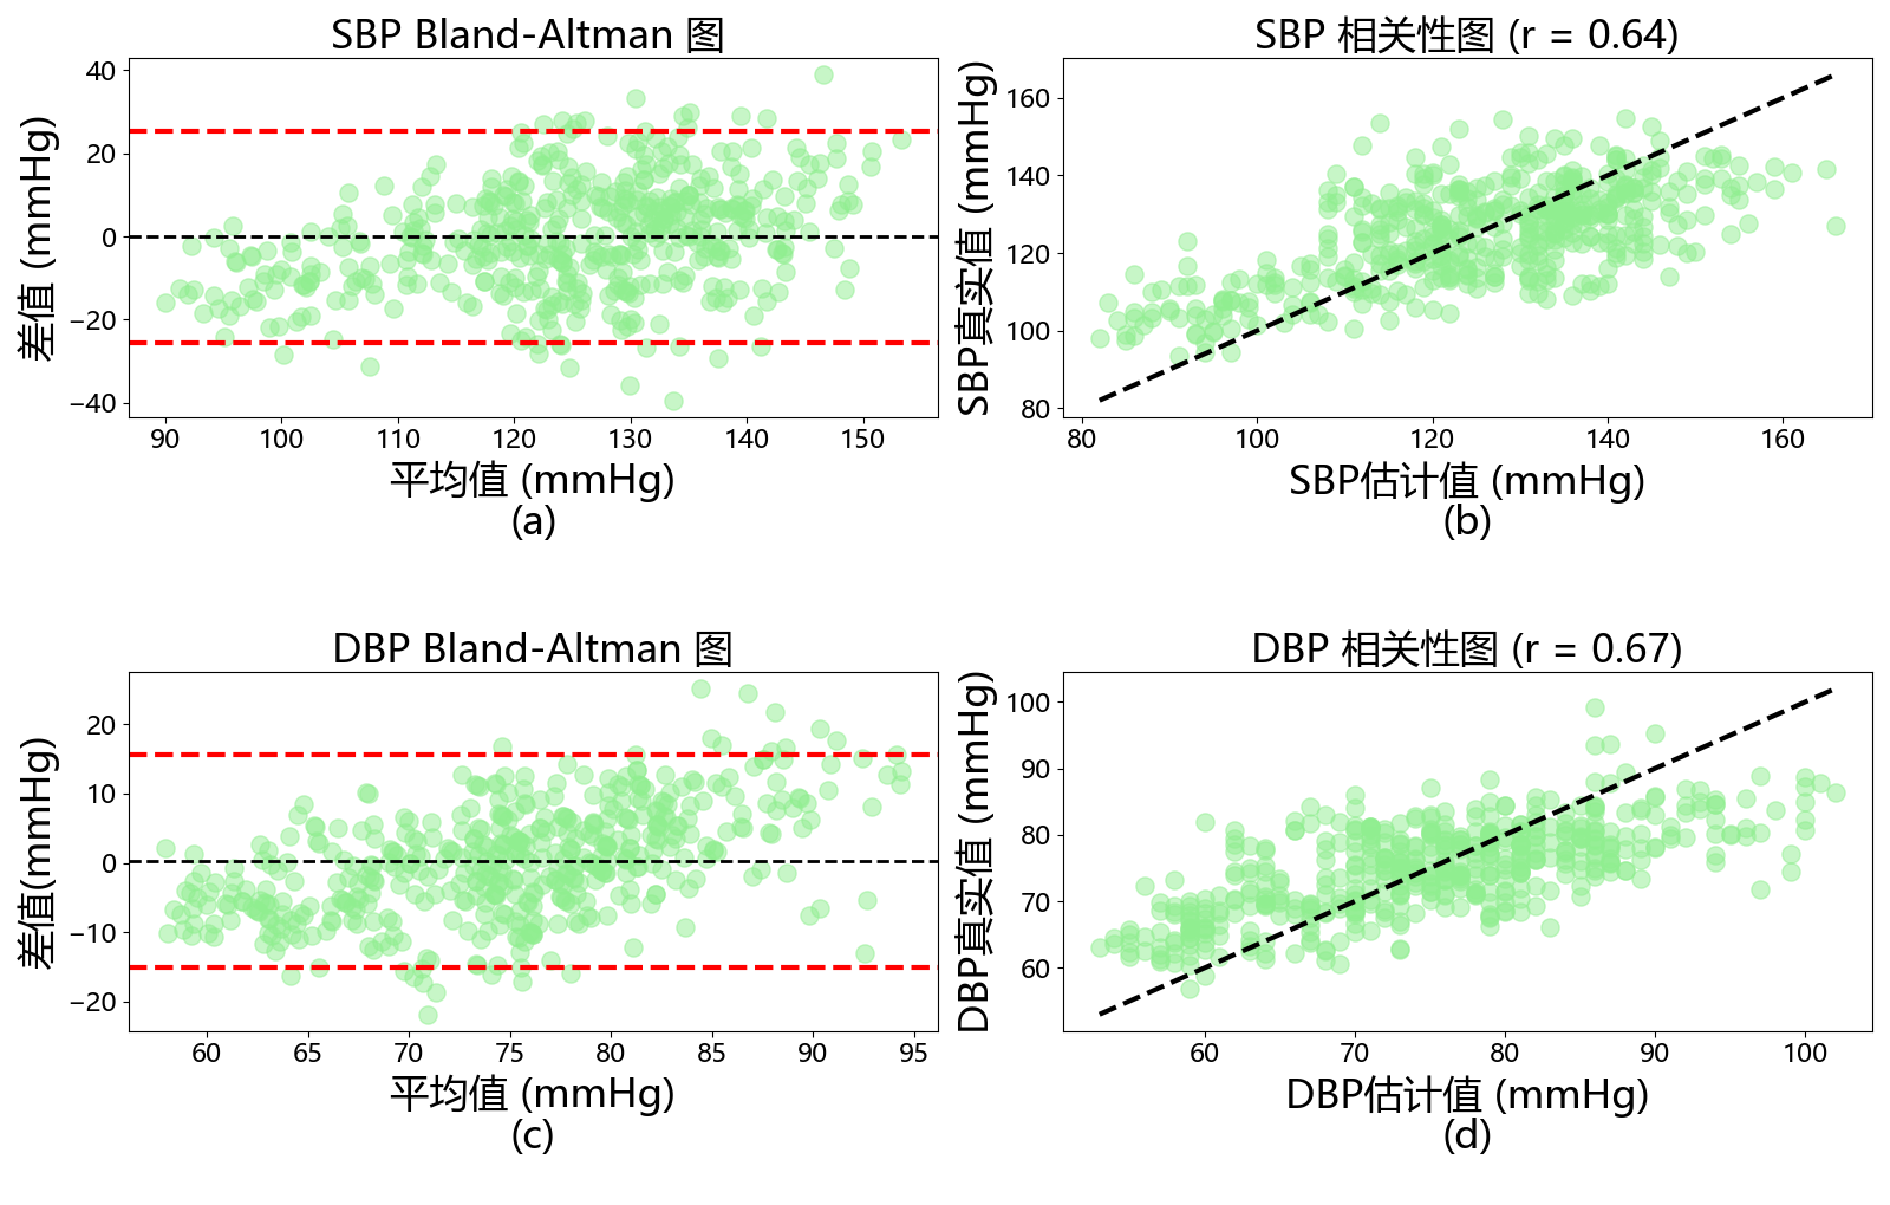 SBP Bland-Altman 图
差值 (mmHg)
40
20
0
−20
−40
90 100 110 120 130 140 150
平均值 (mmHg)
(a)
SBP 相关性图 (r = 0.64)
SBP真实值 (mmHg)
160
140
120
100
80
80 100 120 140 160
SBP估计值 (mmHg)
(b)
DBP Bland-Altman 图
差值(mmHg)
20
10
0
−10
−20
60 65 70 75 80 85 90 95
平均值 (mmHg)
(c)
DBP 相关性图 (r = 0.67)
DBP真实值 (mmHg)
100
90
80
70
60
60 70 80 90 100
DBP估计值 (mmHg)
(d)